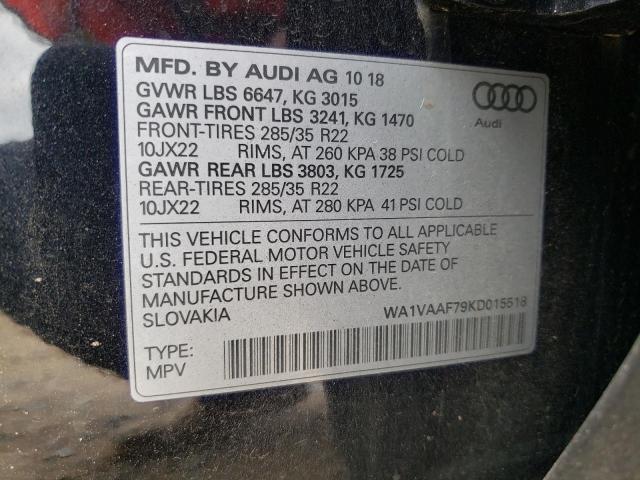 MFD. BY AUDI AG 10 18
GVWR LBS 6647, KG 3015
GAWR FRONT LBS 3241, KG 1470
FRONT-TIRES 285/35 R22
10JX22 RIMS, AT 260 KPA 38 PSI COLD
GAWR REAR LBS 3803, KG 1725
REAR-TIRES 285/35 R22
10JX22 RIMS, AT 280 KPA 41 PSI COLD
Audi
THIS VEHICLE CONFORMS TO ALL APPLICABLE
U.S. FEDERAL MOTOR VEHICLE SAFETY
STANDARDS IN EFFECT ON THE DATE OF
MANUFACTURE SHOWN ABOVE.
SLOVAKIA WA1VAAF79KD015518
TYPE:
MPV